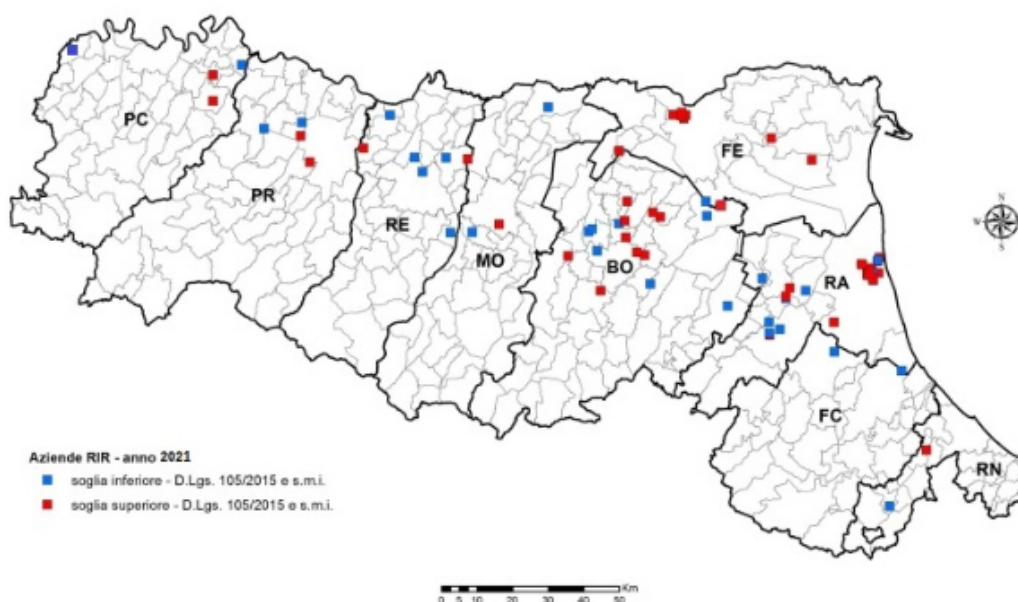 PC
PR
RE
MO
BO
FE
RA
FC
RN
N
S
W
Aziende RIR - anno 2021
soglia inferiore - D.Lgs. 105/2015 e s.m.i.
soglia superiore - D.Lgs. 105/2015 e s.m.i.
Km
0 5 10 20 30 40 50